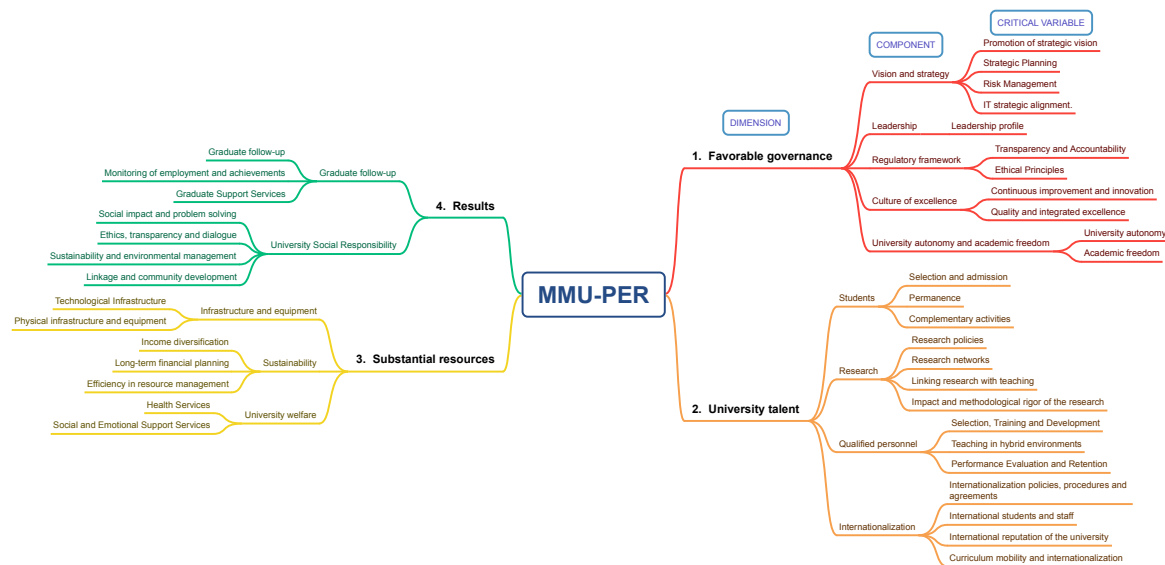 CRITICAL VARIABLE
COMPONENT
DIMENSION
MMU-PER
1. Favorable governance
Vision and strategy
Promotion of strategic vision
Strategic Planning
Risk Management
IT strategic alignment.
Leadership
Leadership profile
Regulatory framework
Transparency and Accountability
Ethical Principles
Culture of excellence
Continuous improvement and innovation
Quality and integrated excellence
University autonomy and academic freedom
University autonomy
Academic freedom
2. University talent
Students
Selection and admission
Permanence
Complementary activities
Research
Research policies
Research networks
Linking research with teaching
Impact and methodological rigor of the research
Qualified personnel
Selection, Training and Development
Teaching in hybrid environments
Performance Evaluation and Retention
Internationalization
Internationalization policies, procedures and
agreements
International students and staff
International reputation of the university
Curriculum mobility and internationalization
3. Substantial resources
Infrastructure and equipment
Technological Infrastructure
Physical infrastructure and equipment
Sustainability
Income diversification
Long-term financial planning
Efficiency in resource management
University welfare
Health Services
Social and Emotional Support Services
4. Results
Graduate follow-up
Graduate follow-up
Monitoring of employment and achievements
Graduate Support Services
University Social Responsibility
Social impact and problem solving
Ethics, transparency and dialogue
Sustainability and environmental management
Linkage and community development